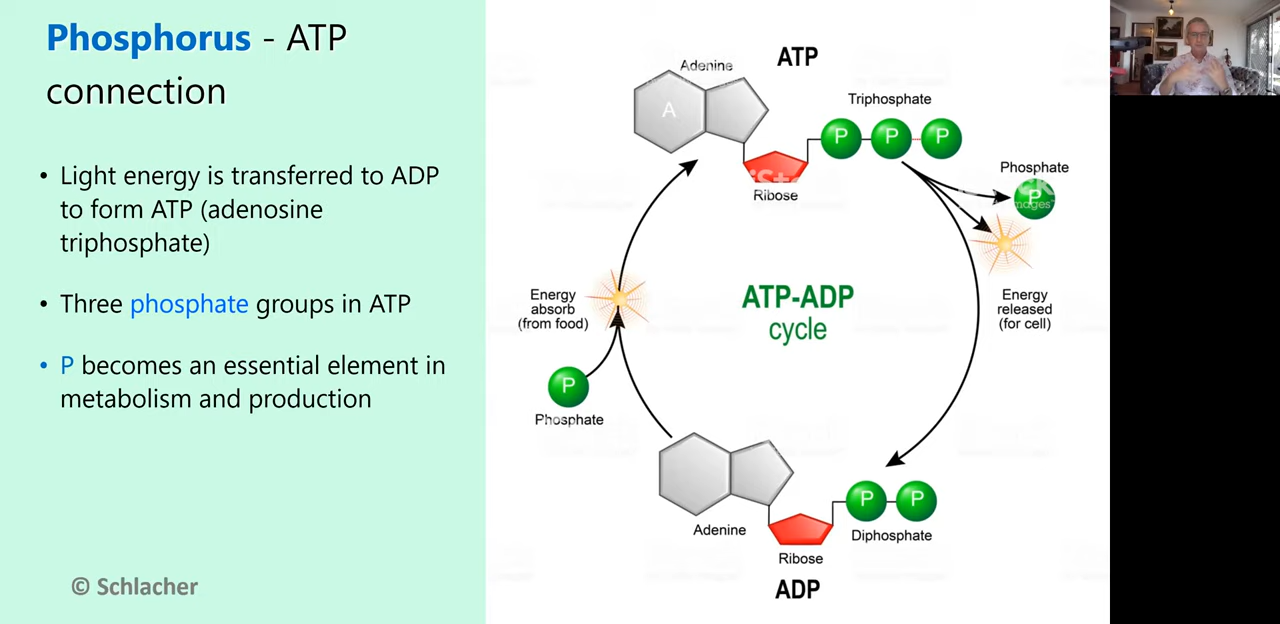 Phosphorus - ATP
connection
• Light energy is transferred to ADP
to form ATP (adenosine
triphosphate)
• Three phosphate groups in ATP
• P becomes an essential element in
metabolism and production
© Schlacher
ATP
Adenine
A
Triphosphate
P P P
Ribose
Phosphate
P
Energy
absorb
(from food)
ATP-ADP
cycle
Energy
released
(for cell)
P
Phosphate
P P
Adenine
Diphosphate
Ribose
ADP